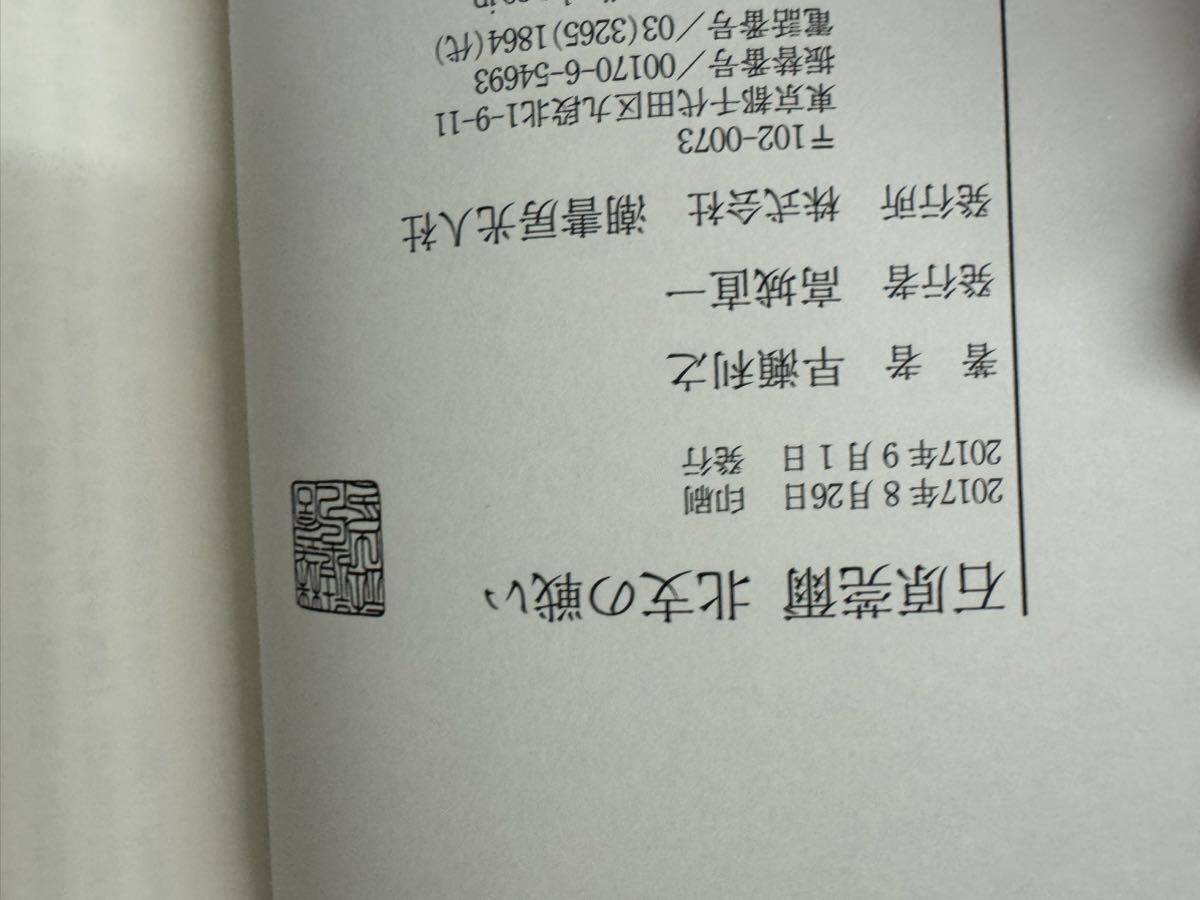 石原莞爾 北支の戦い
2017年8月26日 印刷
2017年9月1日 発行
著 者 早瀬利之
発行者 高城直一
発行所 株式会社 潮書房光人社
〒102-0073
東京都千代田区九段北1-9-11
振替番号/00170-6-54693
電話番号/03(3265)1864(代)